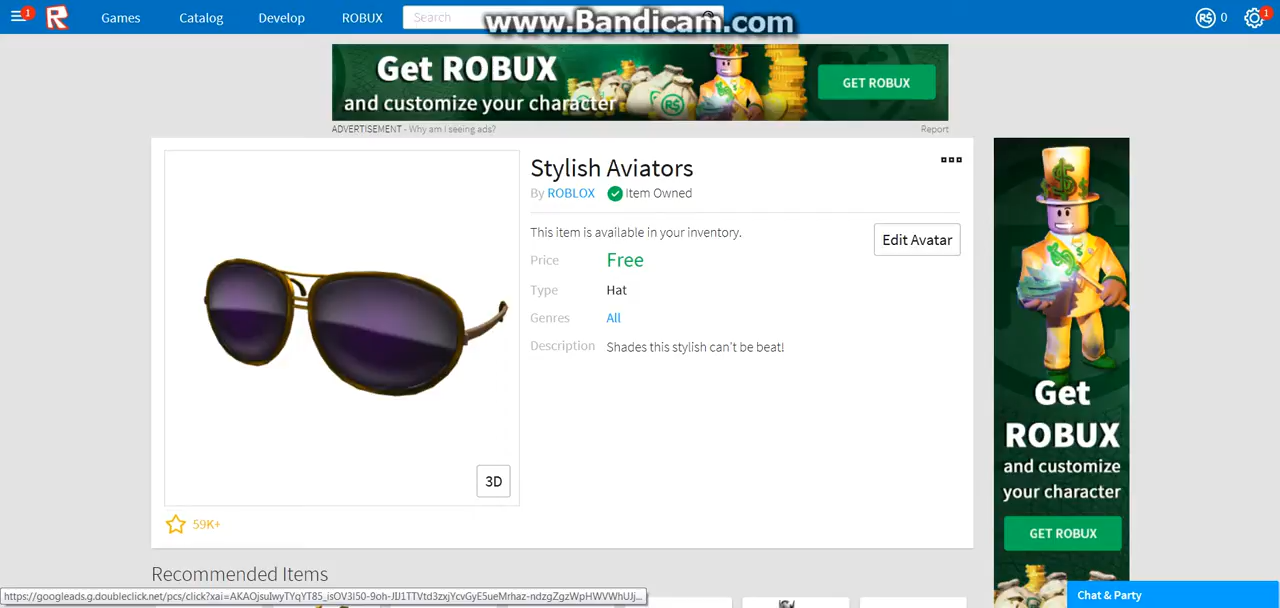 1
Games
Catalog
Develop
ROBUX
Search
www.Bandicam.com
R$ 0
1
Get ROBUX
and customize your character
R$
GET ROBUX
ADVERTISEMENT - Why am I seeing ads?
Report
Stylish Aviators
By ROBLOX Item Owned
This item is available in your inventory.
Edit Avatar
Price Free
Type Hat
Genres All
Description Shades this stylish can't be beat!
3D
59K+
Get
ROBUX
and customize
your character
GET ROBUX
Recommended Items
Chat & Party